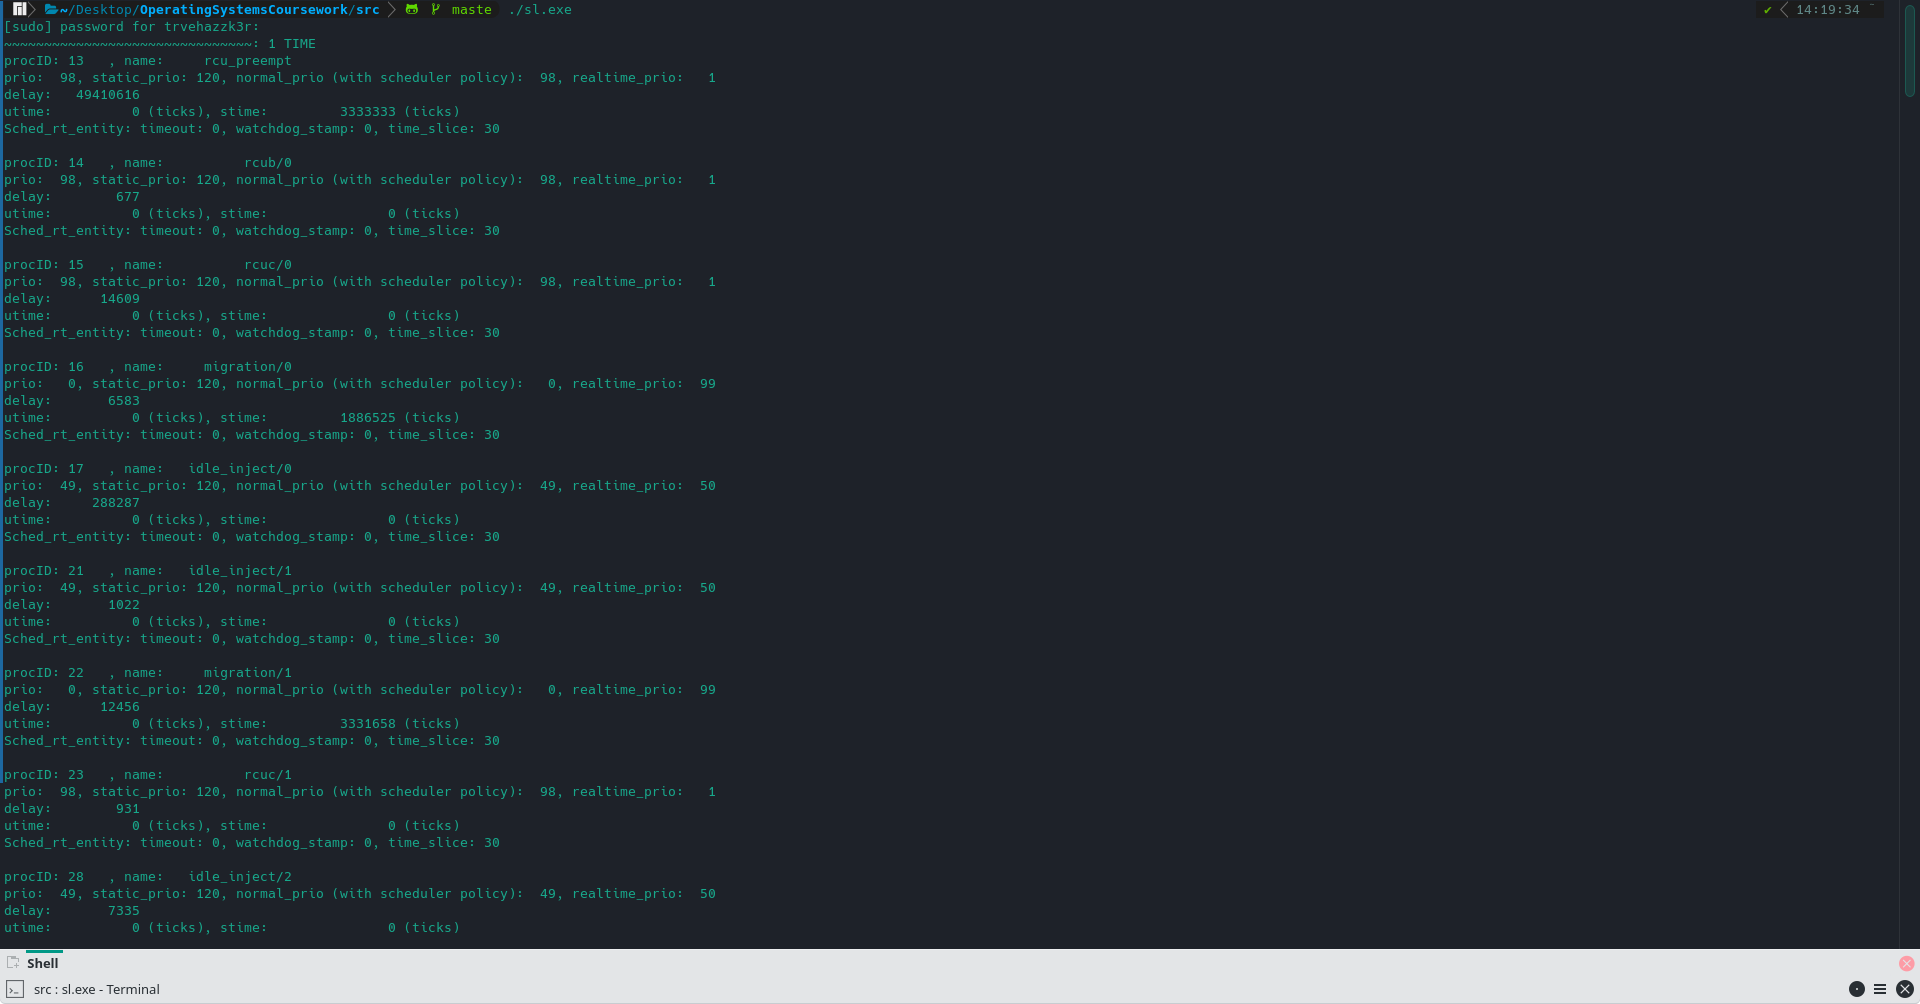 ~/Desktop/OperatingSystemsCoursework/src maste ./sl.exe 14:19:34
[sudo] password for trvehazzk3r:
~~~~~~~~~~~~~~~~~~~~~~~~~~~~~~~: 1 TIME
procID: 13   , name:     rcu_preempt
prio:  98, static_prio: 120, normal_prio (with scheduler policy):  98, realtime_prio:   1
delay:   49410616
utime:          0 (ticks), stime:         3333333 (ticks)
Sched_rt_entity: timeout: 0, watchdog_stamp: 0, time_slice: 30
procID: 14   , name:          rcub/0
prio:  98, static_prio: 120, normal_prio (with scheduler policy):  98, realtime_prio:   1
delay:        677
utime:          0 (ticks), stime:               0 (ticks)
Sched_rt_entity: timeout: 0, watchdog_stamp: 0, time_slice: 30
procID: 15   , name:          rcuc/0
prio:  98, static_prio: 120, normal_prio (with scheduler policy):  98, realtime_prio:   1
delay:      14609
utime:          0 (ticks), stime:               0 (ticks)
Sched_rt_entity: timeout: 0, watchdog_stamp: 0, time_slice: 30
procID: 16   , name:     migration/0
prio:   0, static_prio: 120, normal_prio (with scheduler policy):   0, realtime_prio:  99
delay:       6583
utime:          0 (ticks), stime:         1886525 (ticks)
Sched_rt_entity: timeout: 0, watchdog_stamp: 0, time_slice: 30
procID: 17   , name:   idle_inject/0
prio:  49, static_prio: 120, normal_prio (with scheduler policy):  49, realtime_prio:  50
delay:     288287
utime:          0 (ticks), stime:               0 (ticks)
Sched_rt_entity: timeout: 0, watchdog_stamp: 0, time_slice: 30
procID: 21   , name:   idle_inject/1
prio:  49, static_prio: 120, normal_prio (with scheduler policy):  49, realtime_prio:  50
delay:       1022
utime:          0 (ticks), stime:               0 (ticks)
Sched_rt_entity: timeout: 0, watchdog_stamp: 0, time_slice: 30
procID: 22   , name:     migration/1
prio:   0, static_prio: 120, normal_prio (with scheduler policy):   0, realtime_prio:  99
delay:      12456
utime:          0 (ticks), stime:         3331658 (ticks)
Sched_rt_entity: timeout: 0, watchdog_stamp: 0, time_slice: 30
procID: 23   , name:          rcuc/1
prio:  98, static_prio: 120, normal_prio (with scheduler policy):  98, realtime_prio:   1
delay:        931
utime:          0 (ticks), stime:               0 (ticks)
Sched_rt_entity: timeout: 0, watchdog_stamp: 0, time_slice: 30
procID: 28   , name:   idle_inject/2
prio:  49, static_prio: 120, normal_prio (with scheduler policy):  49, realtime_prio:  50
delay:       7335
utime:          0 (ticks), stime:               0 (ticks)
Shell
src : sl.exe - Terminal